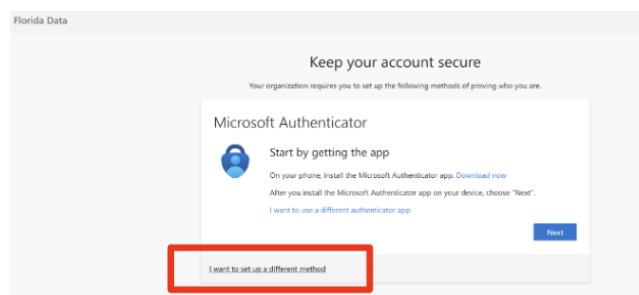 Florida Data
Keep your account secure
Your organization requires you to set up the following methods of proving who you are.
Microsoft Authenticator
Start by getting the app
On your phone, install the Microsoft Authenticator app. Download now
After you install the Microsoft Authenticator app on your device, choose "Next".
I want to use a different authenticator app
Next
I want to set up a different method